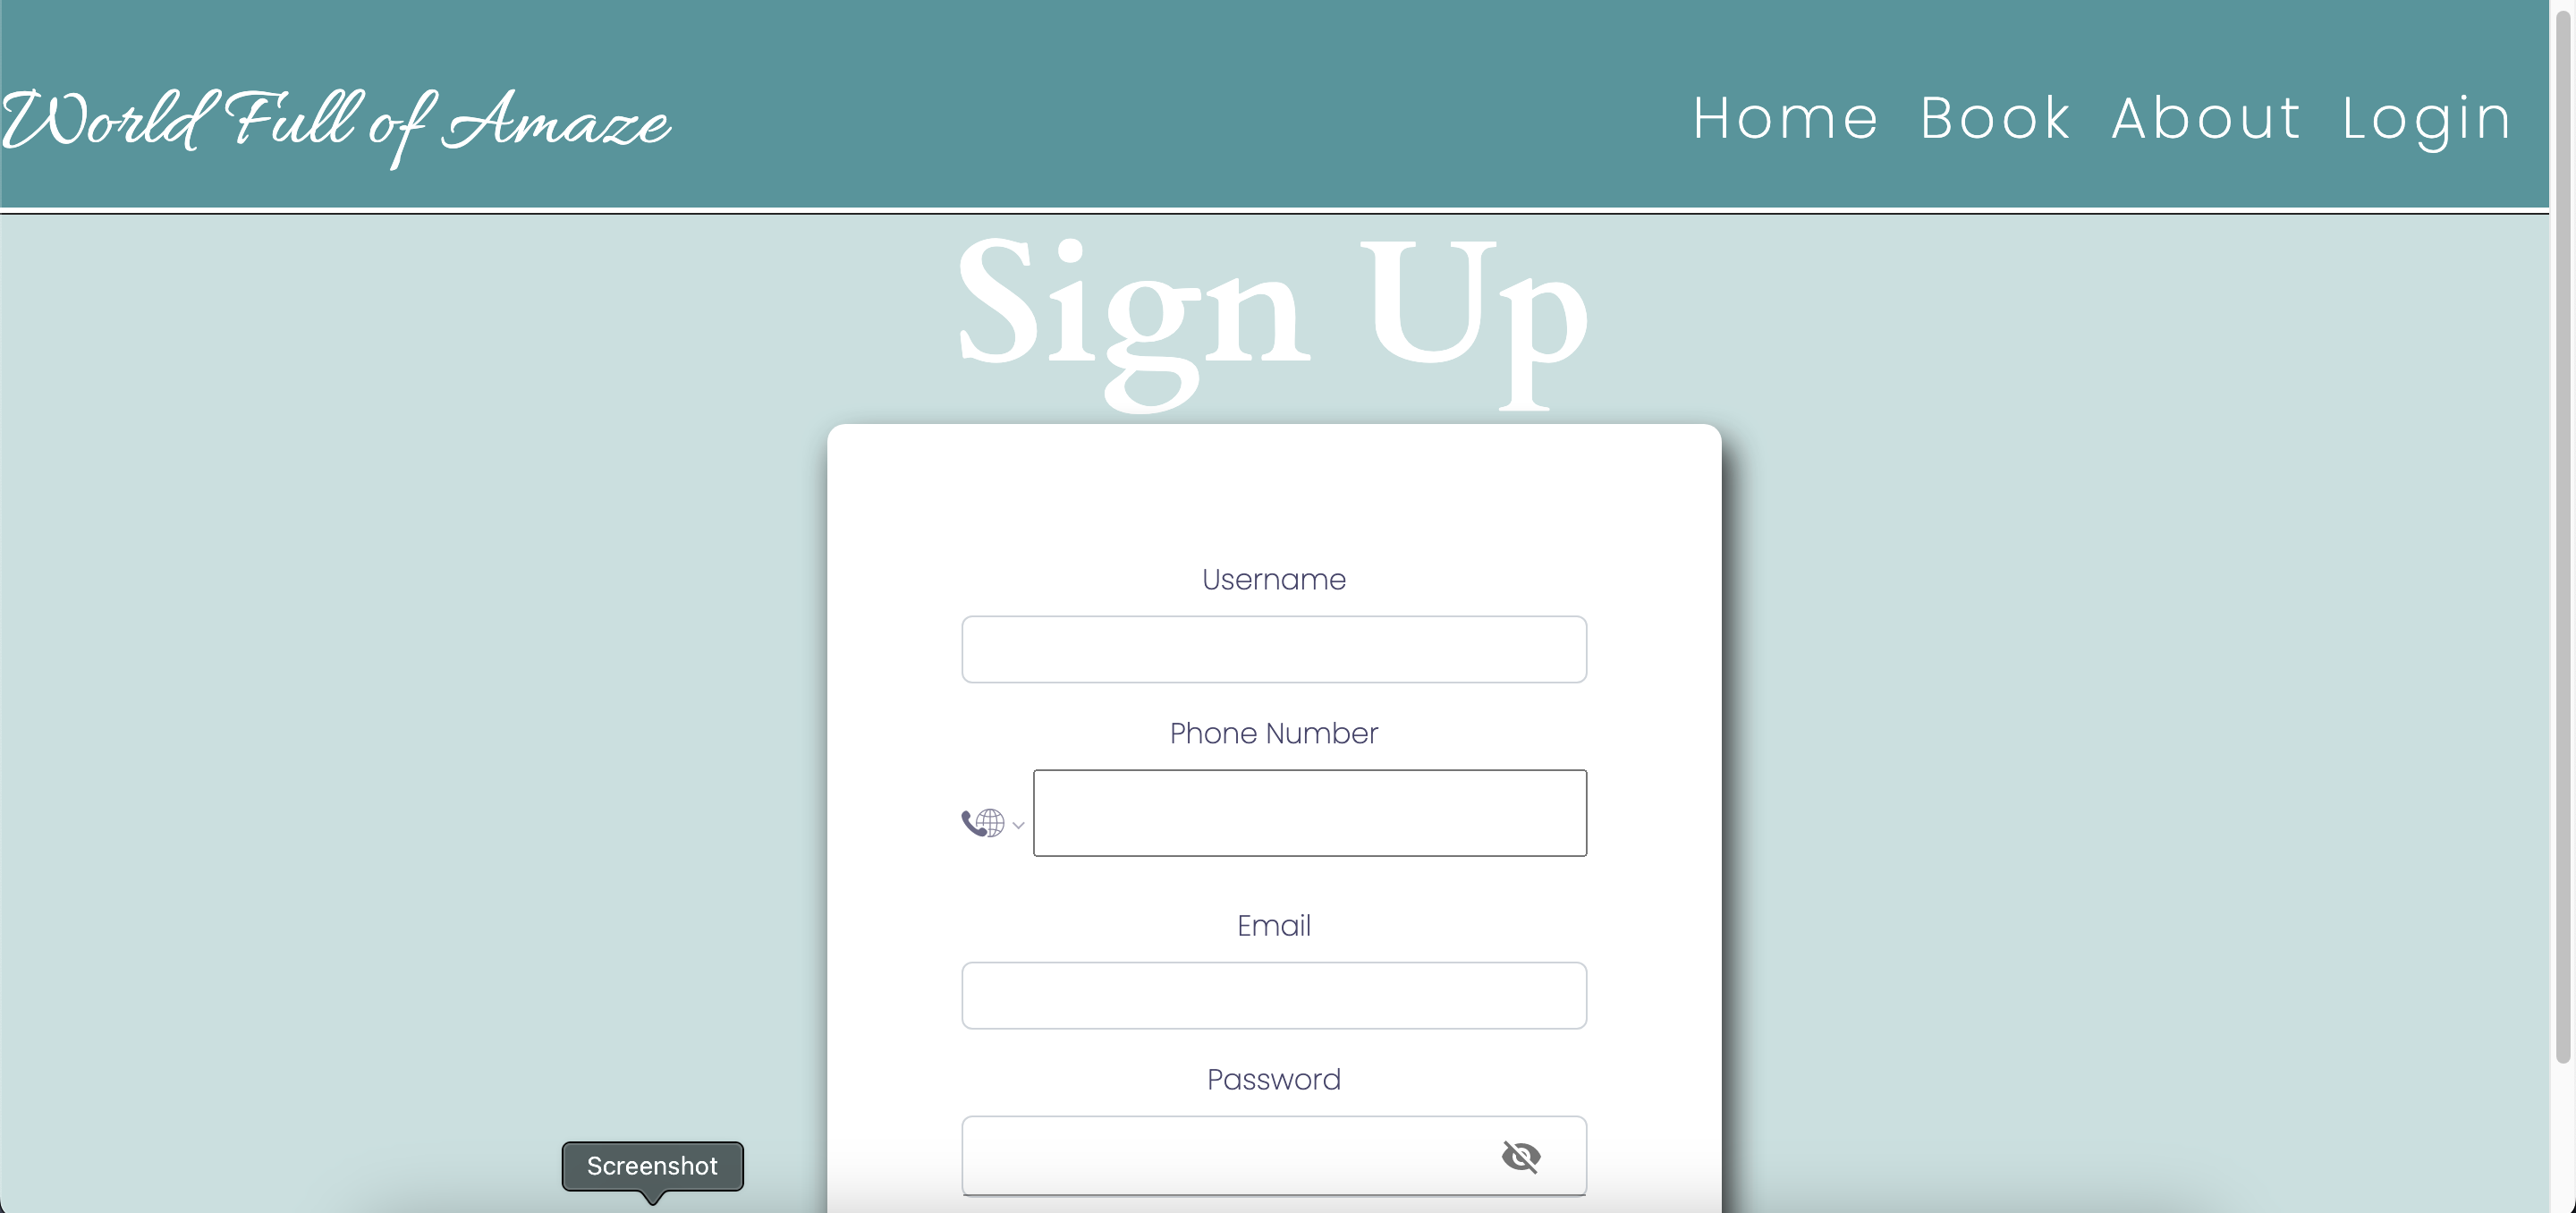 World Full of Amaze
Home Book About Login
Sign Up
Username
Phone Number
Email
Password
Screenshot